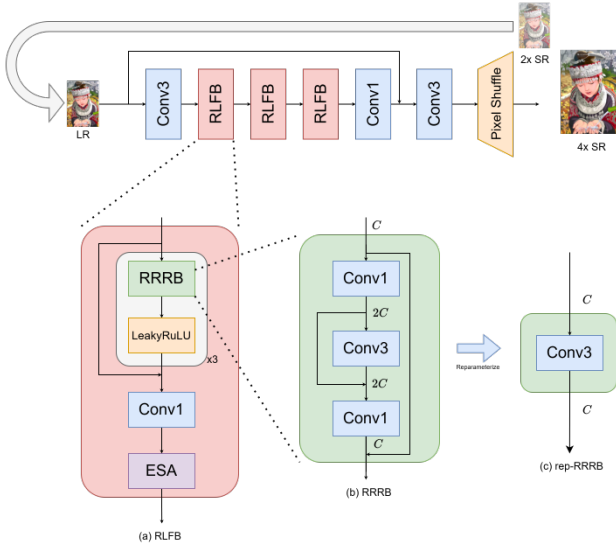 2x SR
LR
Conv3
RLFB
RLFB
RLFB
Conv1
Conv3
Pixel Shuffle
4x SR
RRRB
LeakyRuLU
x3
Conv1
ESA
(a) RLFB
C
Conv1
2C
Conv3
2C
Conv1
C
(b) RRRB
Reparameterize
C
Conv3
C
(c) rep-RRRB